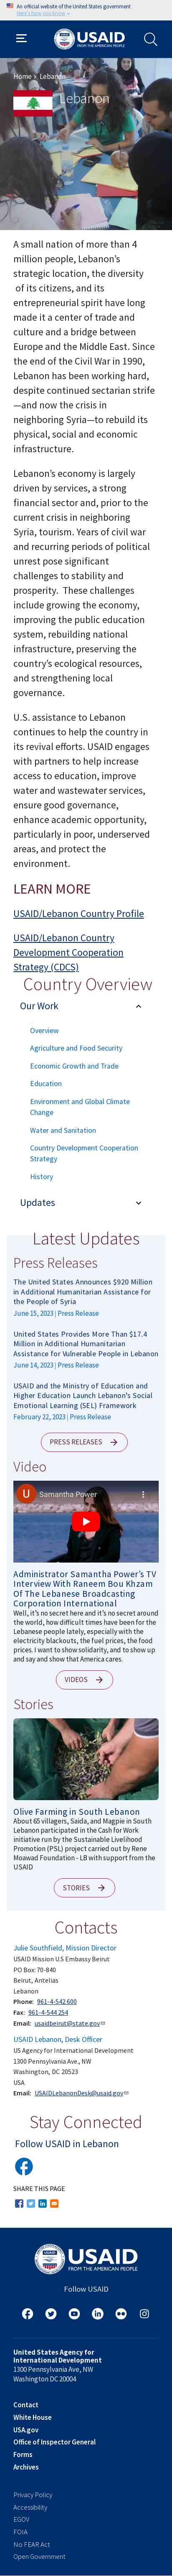 An official website of the United States government
Here's how you know
USAID
FROM THE AMERICAN PEOPLE
Home > Lebanon
Lebanon
A small nation of more than 4
million people, Lebanon's
strategic location, the diversity
of its citizens, and its
entrepreneurial spirit have long
made it a center of trade and
culture and a bridge between
Europe and the Middle East. Since
the end of the Civil War in 1990,
Lebanon has been working hard,
despite continued sectarian strife
—and now the crisis in
neighboring Syria—to rebuild its
physical, social and economic
infrastructure.
Lebanon's economy is largely
driven by services, a strong
financial sector and, prior to the
current crisis in neighboring
Syria, tourism. Years of civil war
and recurring periods of political
unrest pose significant
challenges to stability and
prosperity. These challenges
include growing the economy,
improving the public education
system, rebuilding national
infrastructure, preserving the
country's ecological resources,
and strengthening local
governance.
U.S. assistance to Lebanon
continues to help the country in
its revival efforts. USAID engages
with partners to help increase
access to education, improve
water and wastewater services,
ensure good governance,
enhance academic opportunity,
particularly in poor, underserved
areas, and protect the
environment.
LEARN MORE
USAID/Lebanon Country Profile
USAID/Lebanon Country
Development Cooperation
Strategy (CDCS)
Country Overview
Our Work
Overview
Agriculture and Food Security
Economic Growth and Trade
Education
Environment and Global Climate
Change
Water and Sanitation
Country Development Cooperation
Strategy
History
Updates
Latest Updates
Press Releases
The United States Announces $920 Million
in Additional Humanitarian Assistance for
the People of Syria
June 15, 2023 | Press Release
United States Provides More Than $17.4
Million in Additional Humanitarian
Assistance for Vulnerable People in Lebanon
June 14, 2023 | Press Release
USAID and the Ministry of Education and
Higher Education Launch Lebanon's Social
Emotional Learning (SEL) Framework
February 22, 2023 | Press Release
PRESS RELEASES
Video
U
Samantha Power
Administrator Samantha Power's TV
Interview With Raneem Bou Khzam
Of The Lebanese Broadcasting
Corporation International
Well, it's no secret here and it's no secret around
the world, how difficult times have been for the
Lebanese people lately, especially with the
electricity blackouts, the fuel prices, the food
prices. I want to show solidarity, and to show up
and say and show that America cares.
VIDEOS
Stories
Olive Farming in South Lebanon
About 65 villagers, Saida, and Magpie in South
Lebanon participated in the Cash for Work
initiative run by the Sustainable Livelihood
Promotion (PSL) project carried out by Rene
Moawad Foundation - LB with support from the
USAID
STORIES
Contacts
Julie Southfield, Mission Director
USAID Mission U.S Embassy Beirut
PO Box: 70-840
Beirut, Antelias
Lebanon
Phone: 961-4-542 600
Fax: 961-4-544 254
Email: usaidbeirut@state.gov
USAID Lebanon, Desk Officer
US Agency for International Development
1300 Pennsylvania Ave., NW
Washington, DC 20523
USA
Email: USAIDLebanonDesk@usaid.gov
Stay Connected
Follow USAID in Lebanon
SHARE THIS PAGE
USAID
FROM THE AMERICAN PEOPLE
Follow USAID
United States Agency for
International Development
1300 Pennsylvania Ave, NW
Washington DC 20004
Contact
White House
USA.gov
Office of Inspector General
Forms
Archives
Privacy Policy
Accessibility
EGOV
FOIA
No FEAR Act
Open Government